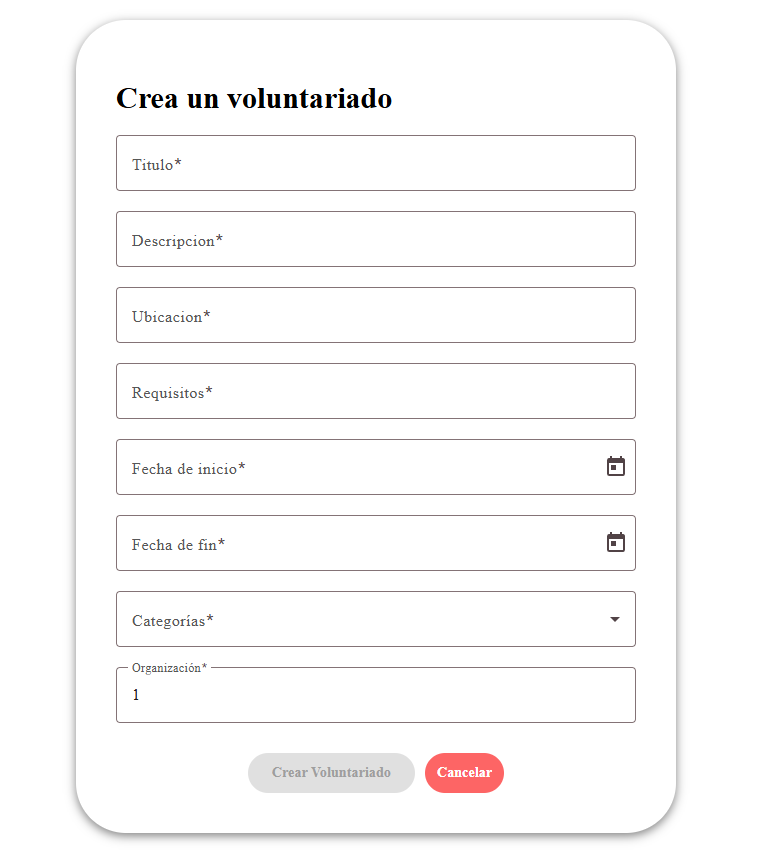 Crea un voluntariado
Titulo*
Descripcion*
Ubicacion*
Requisitos*
Fecha de inicio*
Fecha de fin*
Categorías*
Organización*
1
Crear Voluntariado
Cancelar